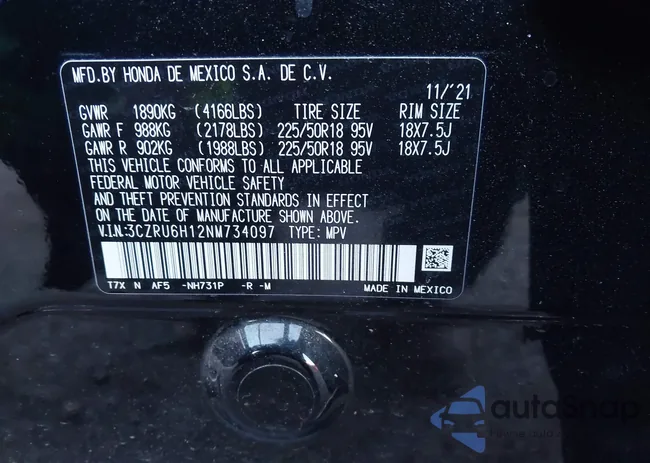 MFD.BY HONDA DE MEXICO S.A. DE C.V.
11/'21
GVWR 1890KG (4166LBS) TIRE SIZE RIM SIZE
GAWR F 988KG (2178LBS) 225/50R18 95V 18X7.5J
GAWR R 902KG (1988LBS) 225/50R18 95V 18X7.5J
THIS VEHICLE CONFORMS TO ALL APPLICABLE
FEDERAL MOTOR VEHICLE SAFETY
AND THEFT PREVENTION STANDARDS IN EFFECT ON
THE DATE OF MANUFACTURE SHOWN ABOVE.
V.I.N:3CZRU6H12NM734097 TYPE: MPV
T7X N AF5 -NH731P -R -M MADE IN MEXICO
autoSnap